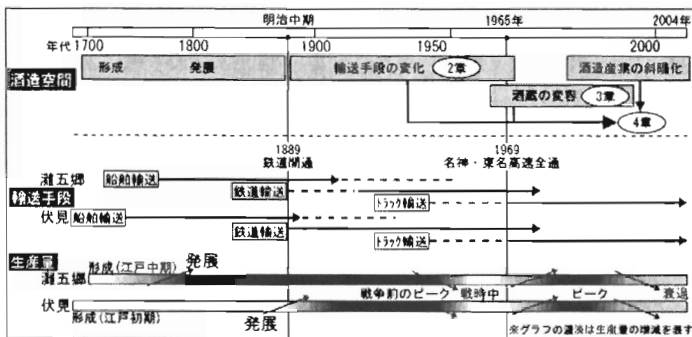 明治中期 1965年 2004年
年代 1700 1800 1900 1950 2000
酒造空間 形成 発展 輸送手段の変化 2章 酒造産業の斜陽化
酒蔵の変容 3章
4章
1889 1969
鉄道開通 名神・東名高速全通
輸送手段
灘五郷 船舶輸送
鉄道輸送
トラック輸送
伏見 船舶輸送
鉄道輸送
トラック輸送
生産量
形成(江戸中期) 発展
灘五郷
戦争前のピーク 戦時中 ピーク 衰退
伏見
形成(江戸初期) 発展
※グラフの濃淡は生産量の増減を表す